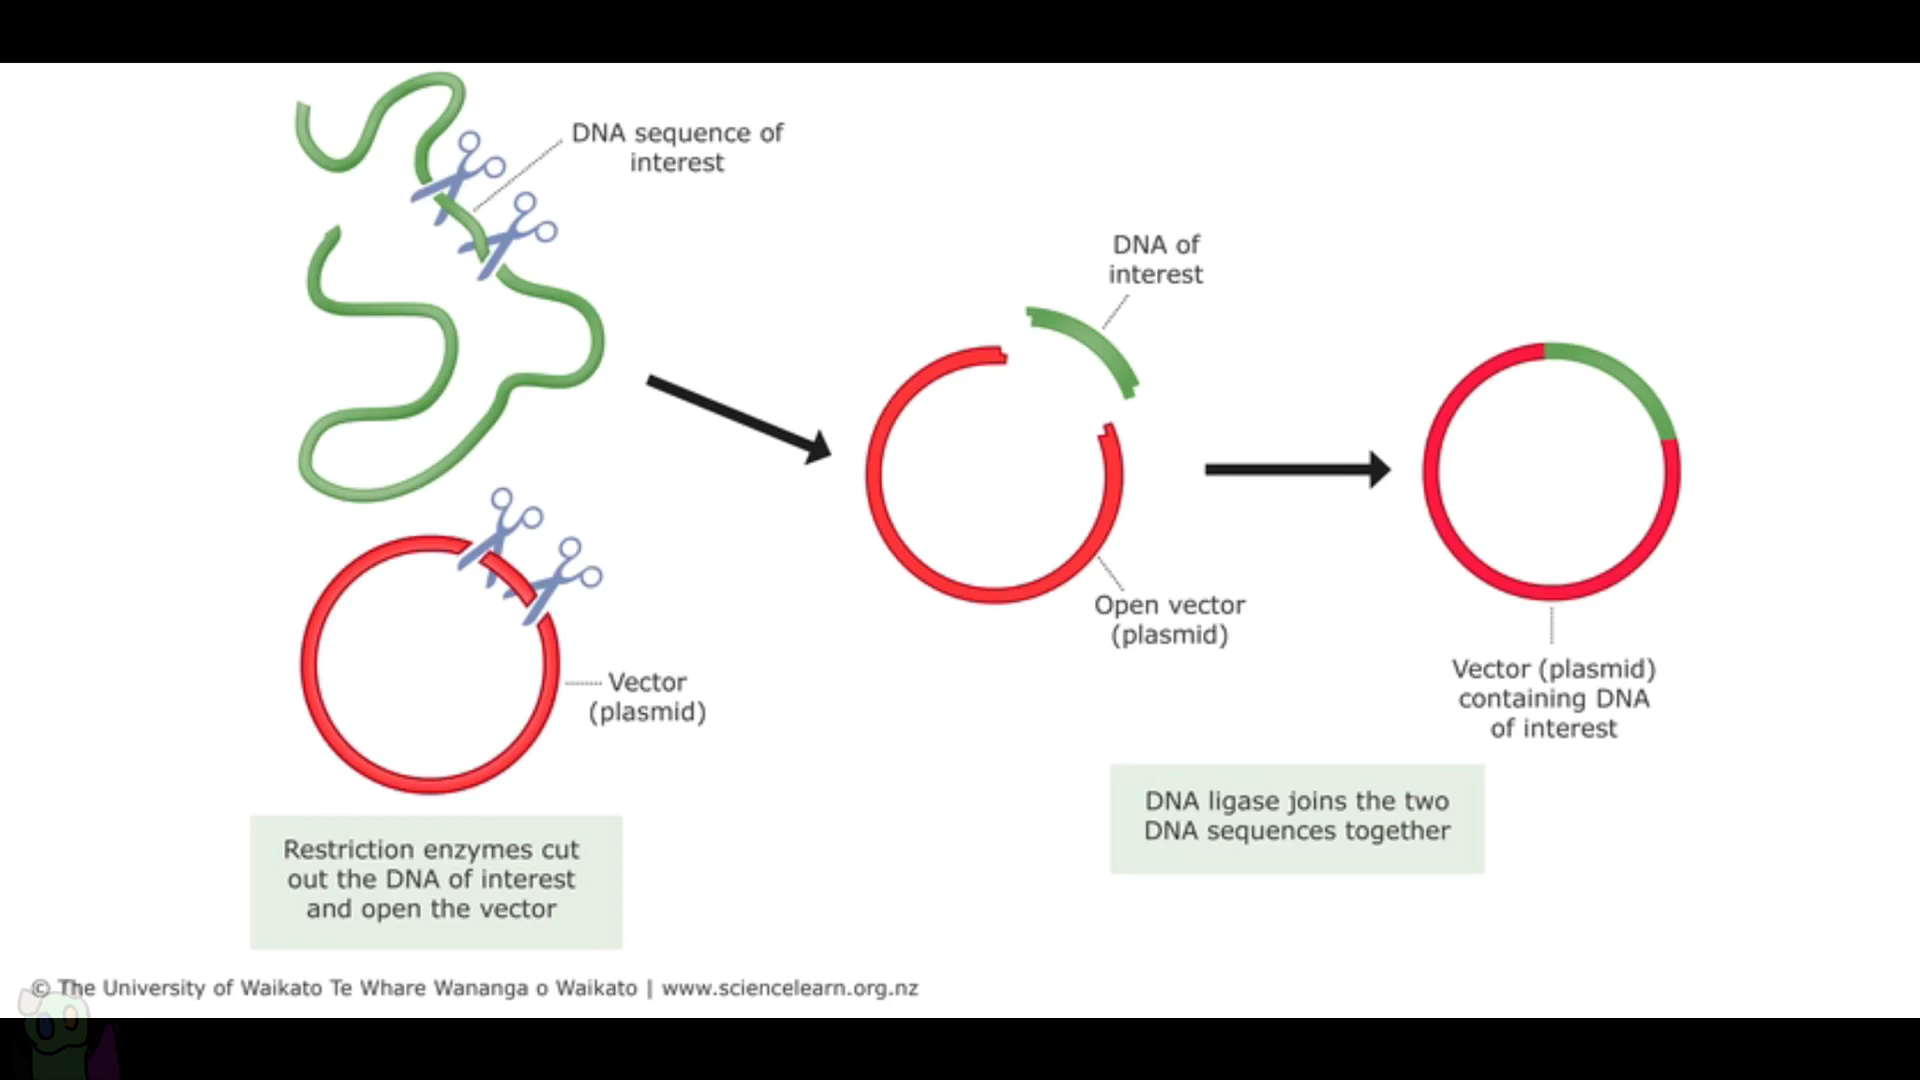 DNA sequence of
interest
DNA of
interest
Open vector
(plasmid)
Vector
(plasmid)
Vector (plasmid)
containing DNA
of interest
Restriction enzymes cut
out the DNA of interest
and open the vector
DNA ligase joins the two
DNA sequences together
© The University of Waikato Te Whare Wananga o Waikato | www.sciencelearn.org.nz